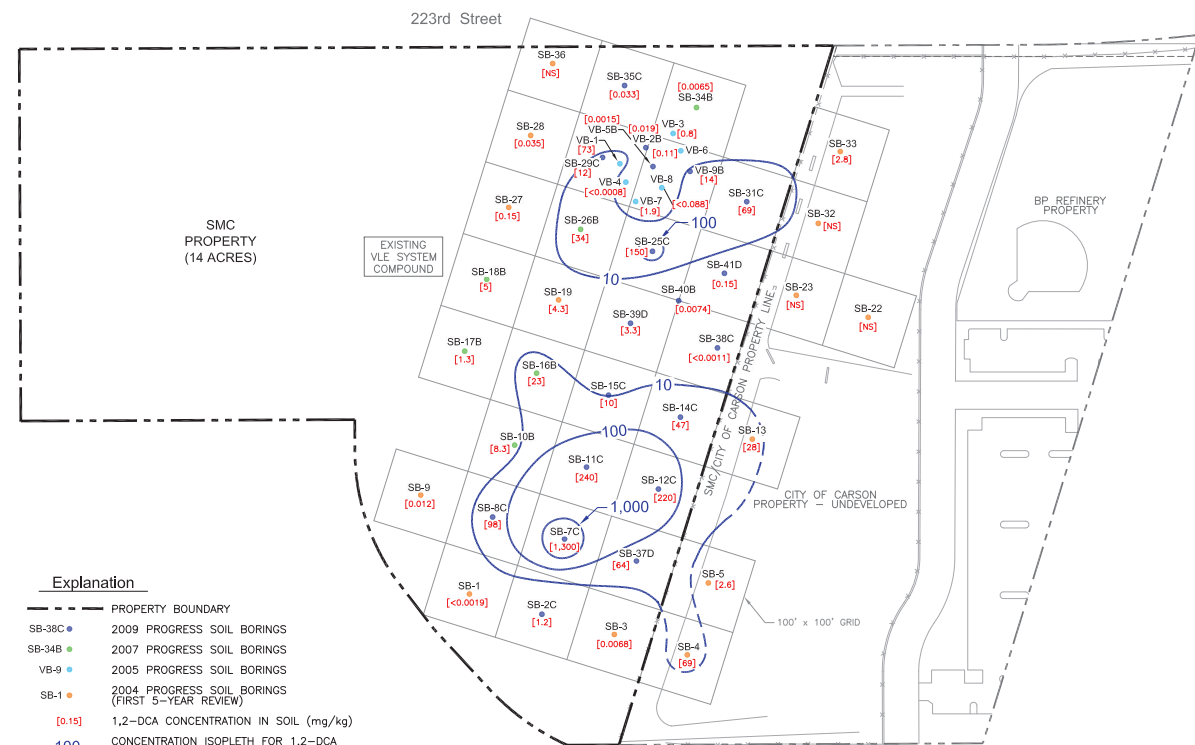 223rd Street
SB-36
[NS]
SB-35C
[0.033]
[0.0065]
SB-34B
SB-28
[0.035]
[0.0015]
VB-5B
[0.019]
VB-3
[0.8]
VB-1
[73]
VB-2B
[0.11]
VB-6
SB-29C
[12]
VB-4
[<0.0008]
VB-8
[<0.088]
VB-9B
[14]
VB-7
[1.9]
SB-33
[2.8]
SB-27
[0.15]
SB-31C
[69]
SB-32
[NS]
BP REFINERY
PROPERTY
SMC
PROPERTY
(14 ACRES)
EXISTING
VLE SYSTEM
COMPOUND
SB-26B
[34]
100
SB-25C
[150]
10
SB-18B
[5]
SB-19
[4.3]
SB-41D
[0.15]
SB-40B
[0.0074]
SB-23
[NS]
SB-22
[NS]
SB-39D
[3.3]
SB-38C
[<0.0011]
SB-17B
[1.3]
SB-16B
[23]
SB-15C
[10]
10
SB-14C
[47]
SB-13
[28]
SMC/CITY OF CARSON PROPERTY LINE
SB-10B
[8.3]
100
SB-11C
[240]
SB-12C
[220]
CITY OF CARSON
PROPERTY – UNDEVELOPED
SB-9
[0.012]
SB-8C
[98]
1,000
SB-7C
[1,300]
SB-37D
[64]
SB-5
[2.6]
SB-1
[<0.0019]
SB-2C
[1.2]
SB-3
[0.0068]
SB-4
[69]
100' x 100' GRID
Explanation
PROPERTY BOUNDARY
SB-38C 2009 PROGRESS SOIL BORINGS
SB-34B 2007 PROGRESS SOIL BORINGS
VB-9 2005 PROGRESS SOIL BORINGS
SB-1 2004 PROGRESS SOIL BORINGS
(FIRST 5-YEAR REVIEW)
[0.15] 1,2-DCA CONCENTRATION IN SOIL (mg/kg)
100 CONCENTRATION ISOPLETH FOR 1,2-DCA